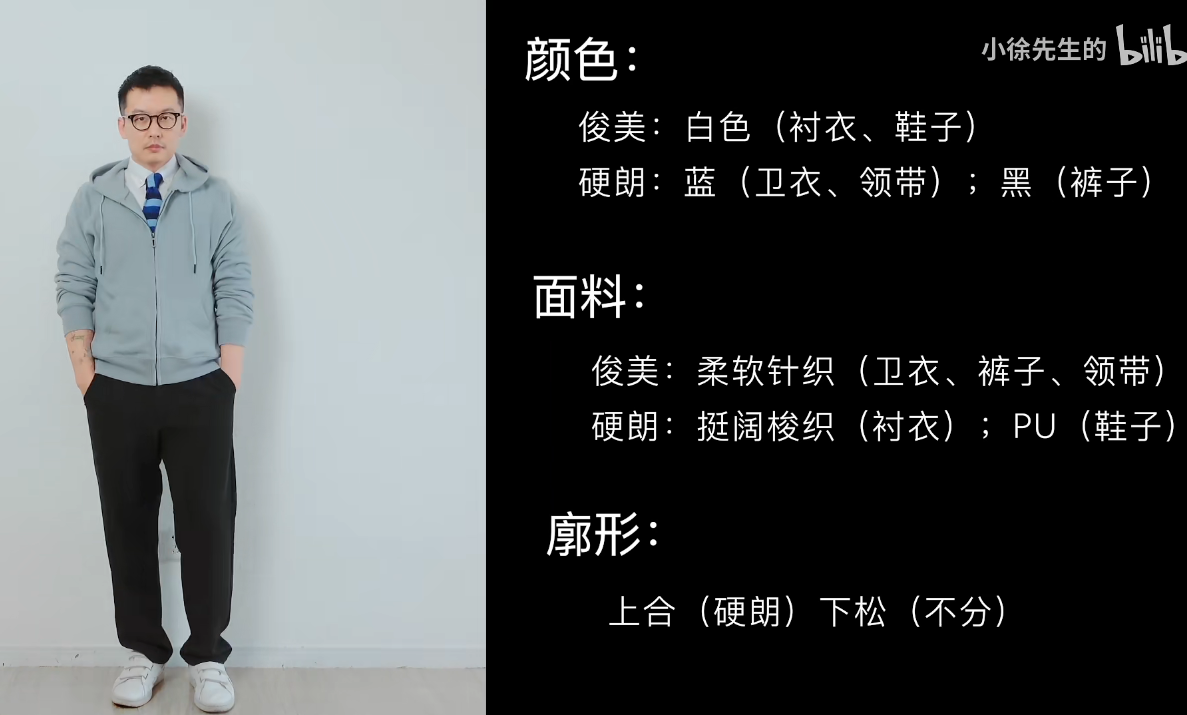 小徐先生的 bilib
颜色：
俊美：白色（衬衣、鞋子）
硬朗：蓝（卫衣、领带）；黑（裤子）
面料：
俊美：柔软针织（卫衣、裤子、领带）
硬朗：挺阔梭织（衬衣）；PU（鞋子）
廓形：
上合（硬朗）下松（不分）